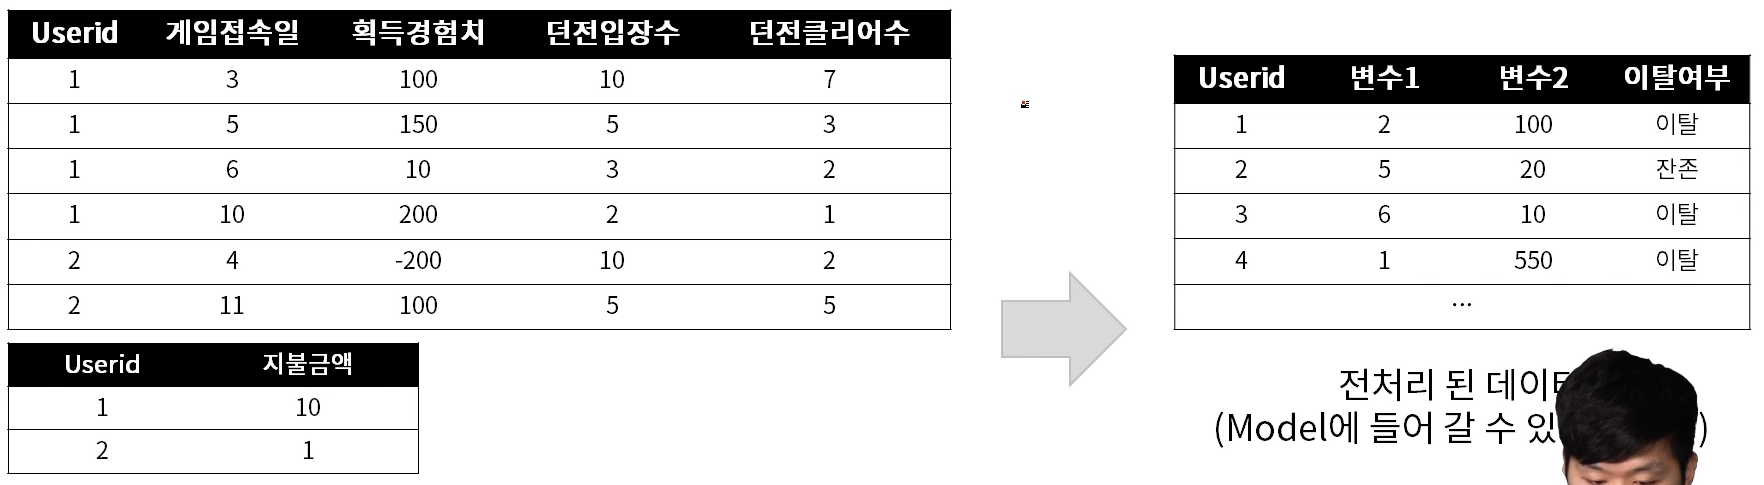 Userid 게임접속일 획득경험치 던전입장수 던전클리어수
1 3 100 10 7
1 5 150 5 3
1 6 10 3 2
1 10 200 2 1
2 4 -200 10 2
2 11 100 5 5
Userid 지불금액
1 10
2 1
Userid 변수1 변수2 이탈여부
1 2 100 이탈
2 5 20 잔존
3 6 10 이탈
4 1 550 이탈
...
전처리 된
(Model에 들어 갈 수 )